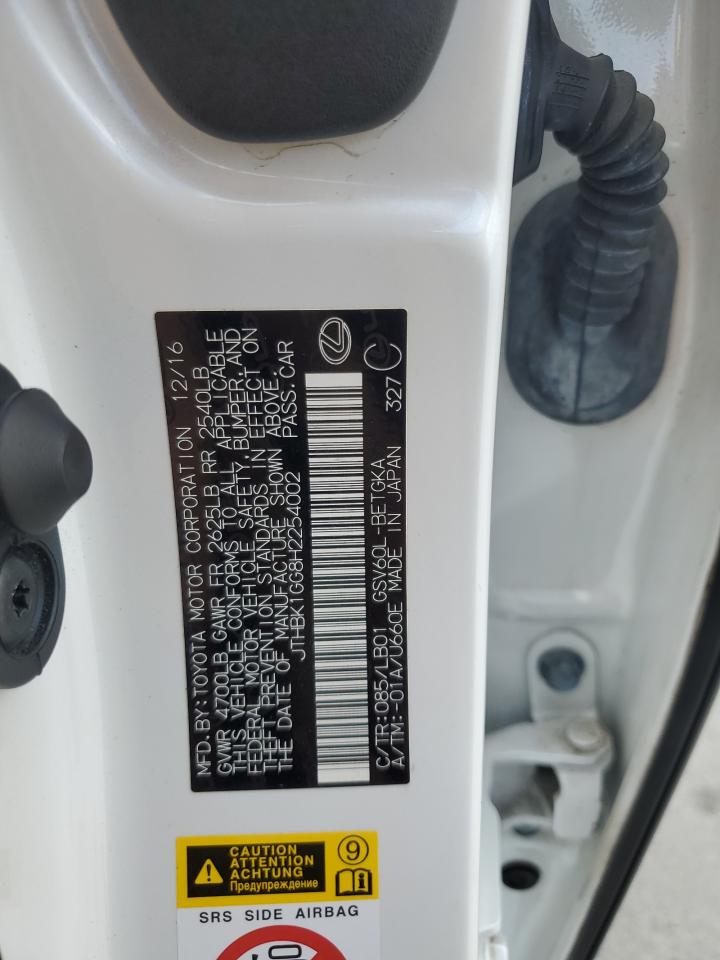 MFD.BY:TOYOTA MOTOR CORPORATION 12/16
GVWR 4700LB GAWR FR 2625LB RR 2540LB
THIS VEHICLE CONFORMS TO ALL APPLICABLE
FEDERAL MOTOR VEHICLE SAFETY,BUMPER,AND
THEFT PREVENTION STANDARDS IN EFFECT ON
THE DATE OF MANUFACTURE SHOWN ABOVE.
JTHBK1GG8H2254002 PASS.CAR
C/TR:085/LB01 GSV60L-BETGKA
A/TM:-01A/U660E MADE IN JAPAN 327
CAUTION
ATTENTION
ACHTUNG
Предупреждение
9
SRS SIDE AIRBAG